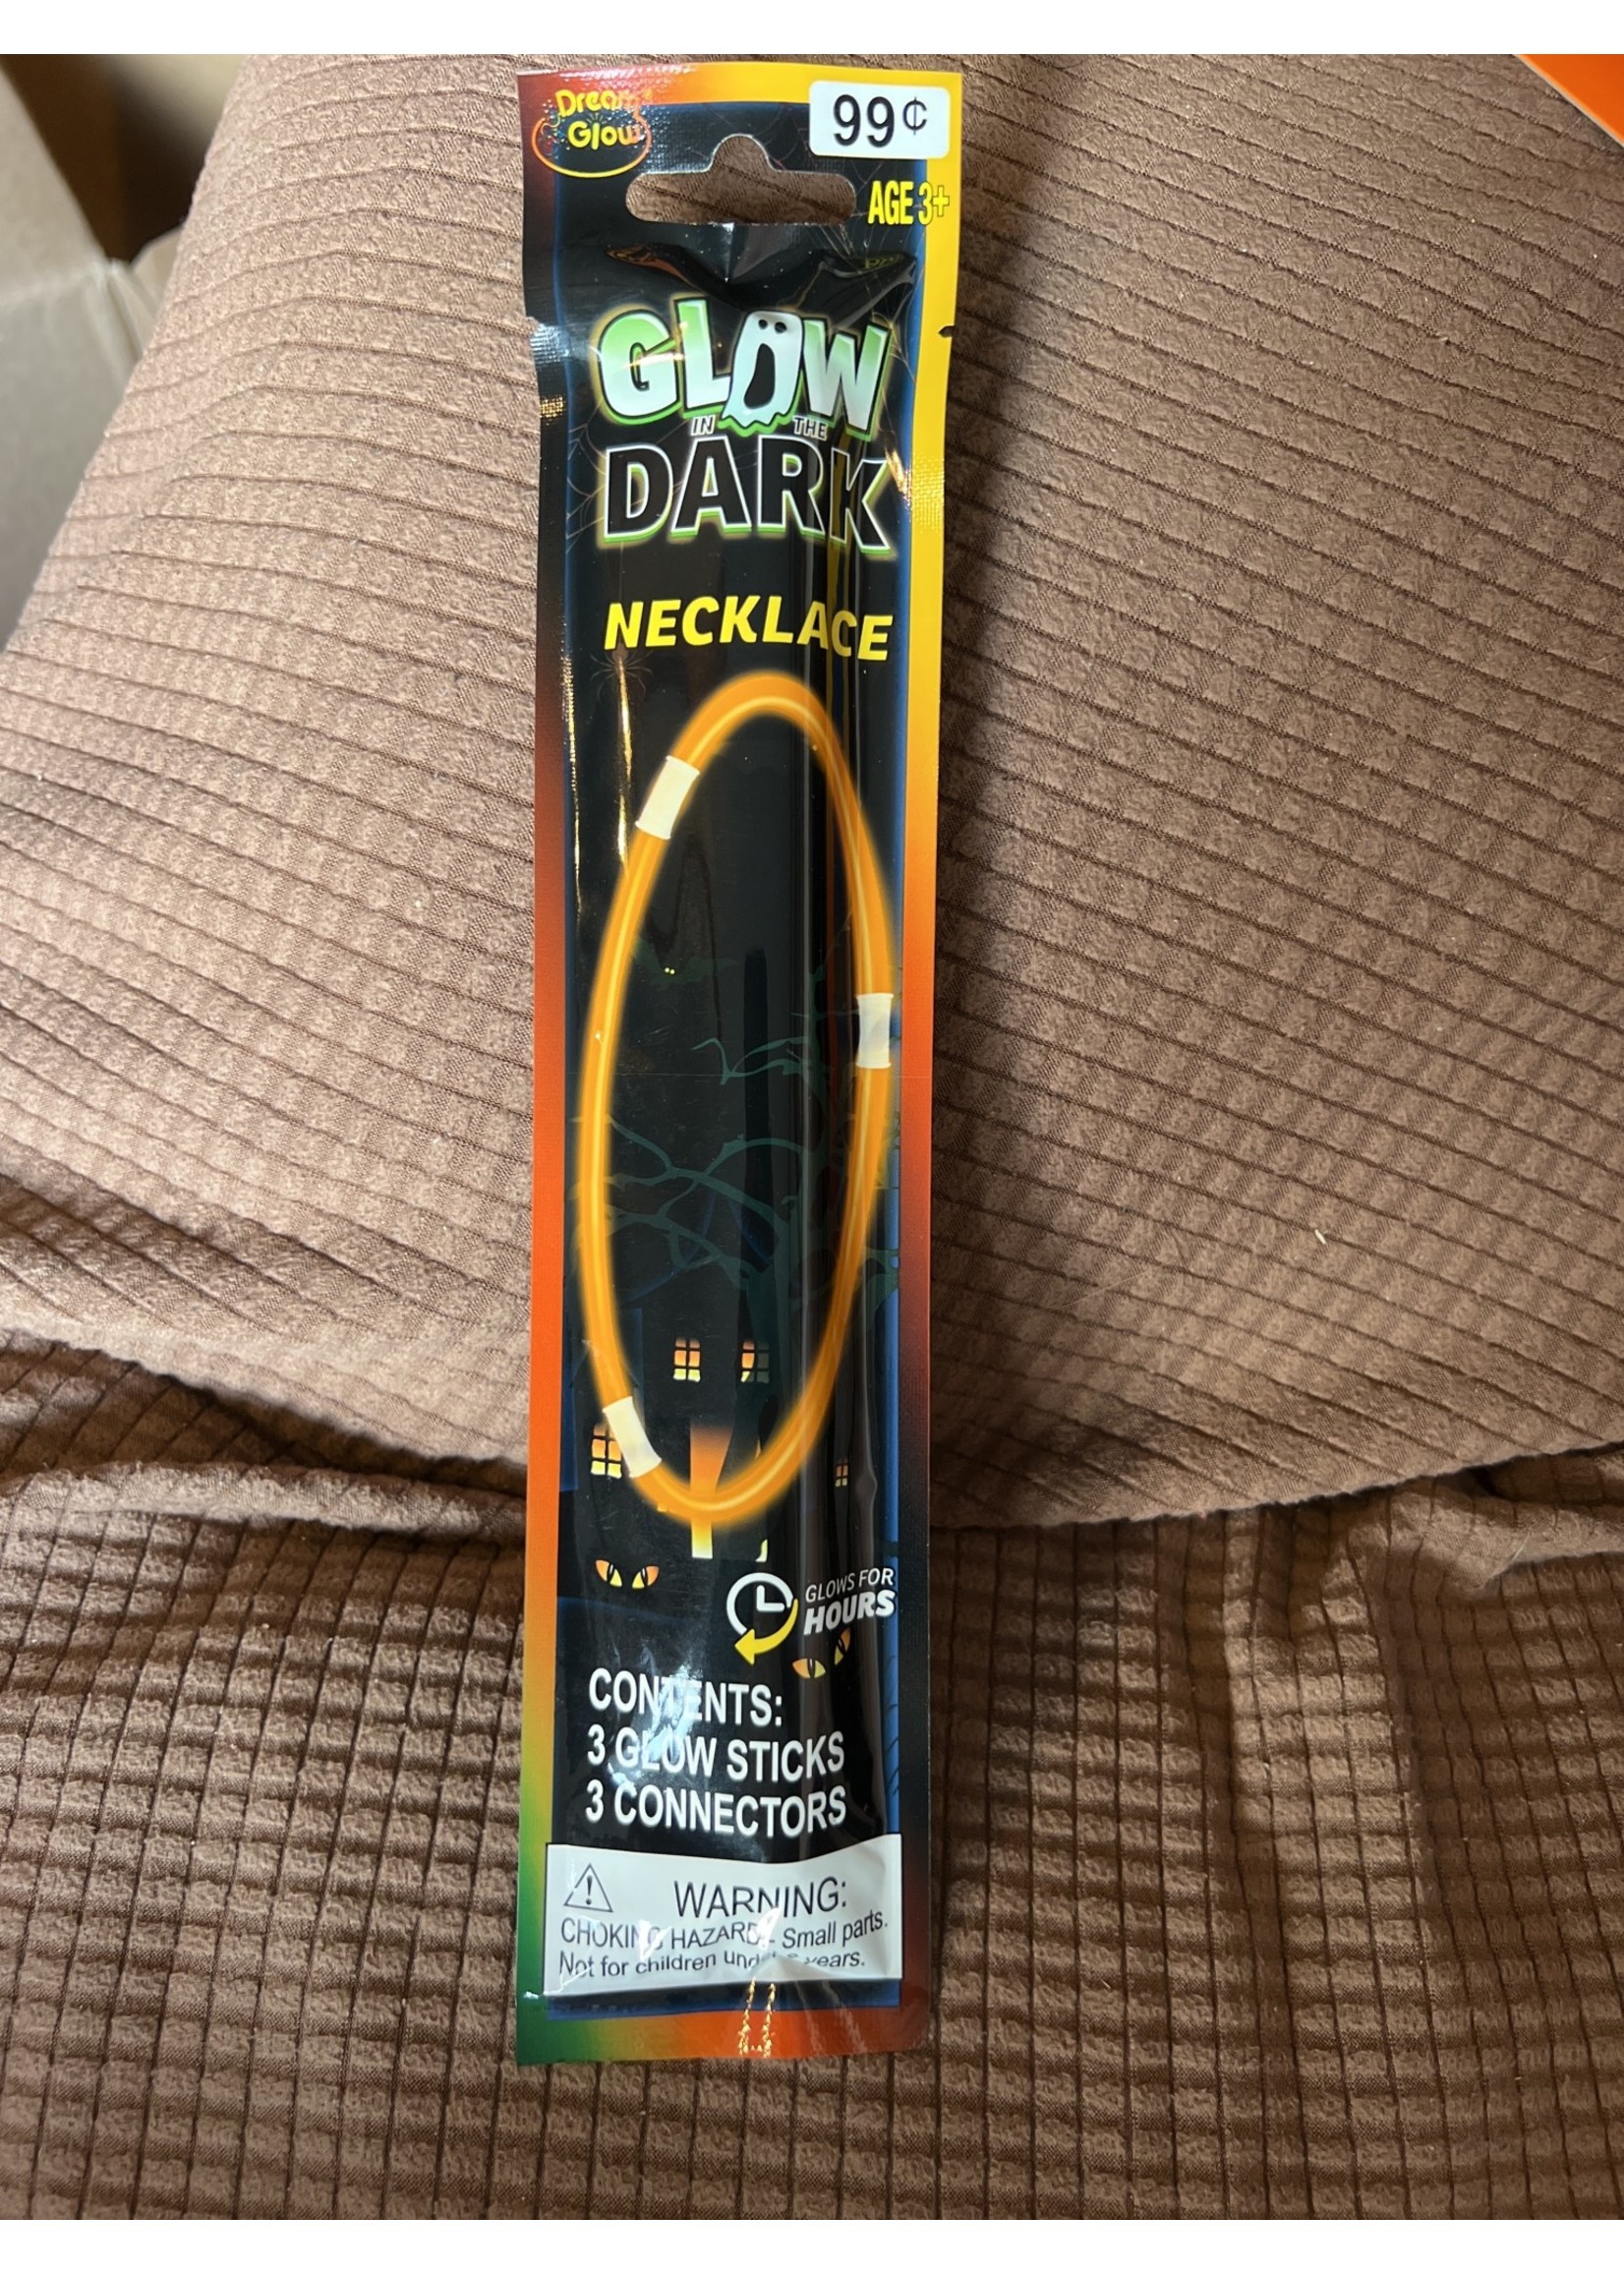 Dream
Glow
99¢
AGE 3+
GLOW
IN THE
DARK
NECKLACE
GLOWS FOR
HOURS
CONTENTS:
3 GLOW STICKS
3 CONNECTORS
WARNING:
CHOKING HAZARD - Small parts.
Not for children under years.